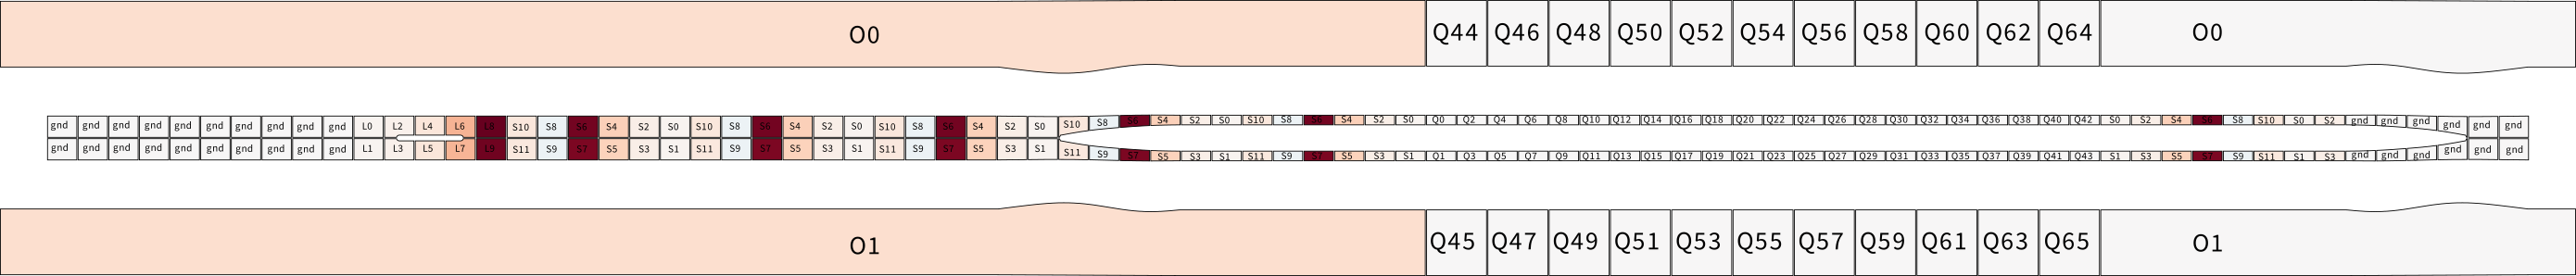 O0 Q44 Q46 Q48 Q50 Q52 Q54 Q56 Q58 Q60 Q62 Q64 O0
gnd gnd gnd gnd gnd gnd gnd gnd gnd gnd L0 L2 L4 L6 L8 S10 S8 S6 S4 S2 S0 S10 S8 S6 S4 S2 S0 S10 S8 S6 S4 S2 S0 S10 S8 S6 S4 S2 S0 S10 S8 S6 S4 S2 S0 Q0 Q2 Q4 Q6 Q8 Q10 Q12 Q14 Q16 Q18 Q20 Q22 Q24 Q26 Q28 Q30 Q32 Q34 Q36 Q38 Q40 Q42 S0 S2 S4 S6 S8 S10 S0 S2 gnd gnd gnd gnd gnd gnd
gnd gnd gnd gnd gnd gnd gnd gnd gnd gnd L1 L3 L5 L7 L9 S11 S9 S7 S5 S3 S1 S11 S9 S7 S5 S3 S1 S11 S9 S7 S5 S3 S1 S11 S9 S7 S5 S3 S1 S11 S9 S7 S5 S3 S1 Q1 Q3 Q5 Q7 Q9 Q11 Q13 Q15 Q17 Q19 Q21 Q23 Q25 Q27 Q29 Q31 Q33 Q35 Q37 Q39 Q41 Q43 S1 S3 S5 S7 S9 S11 S1 S3 gnd gnd gnd gnd gnd gnd
O1 Q45 Q47 Q49 Q51 Q53 Q55 Q57 Q59 Q61 Q63 Q65 O1